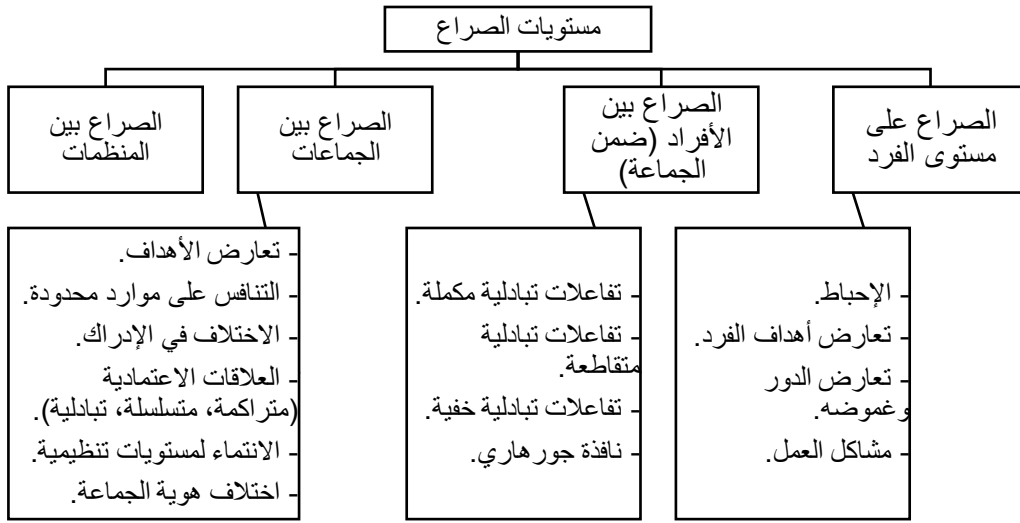 مستويات الصراع
الصراع على
مستوى الفرد
الصراع بين
الأفراد (ضمن
الجماعة)
الصراع بين
الجماعات
الصراع بين
المنظمات
- الإحباط.
- تعارض أهداف الفرد.
- تعارض الدور
وغموضه.
- مشاكل العمل.
- تفاعلات تبادلية مكملة.
- تفاعلات تبادلية
متقاطعة.
- تفاعلات تبادلية خفية.
- نافذة جورهاري.
- تعارض الأهداف.
- التنافس على موارد محدودة.
- الاختلاف في الإدراك.
- العلاقات الاعتمادية
(متراكمة، متسلسلة، تبادلية).
- الانتماء لمستويات تنظيمية.
- اختلاف هوية الجماعة.